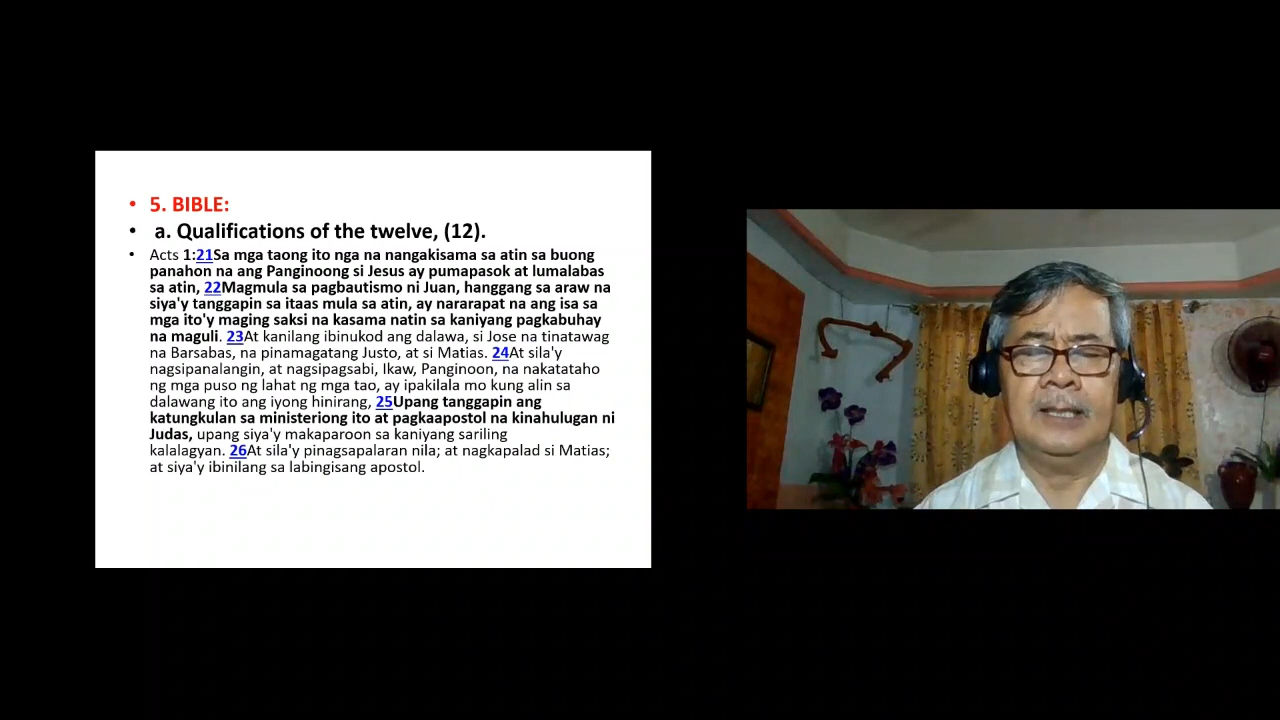 • 5. BIBLE:
• a. Qualifications of the twelve, (12).
• Acts 1:21Sa mga taong ito nga na nangakisama sa atin sa buong
panahon na ang Panginoong si Jesus ay pumapasok at lumalabas
sa atin, 22Magmula sa pagbautismo ni Juan, hanggang sa araw na
siya'y tanggapin sa itaas mula sa atin, ay nararapat na ang isa sa
mga ito'y maging saksi na kasama natin sa kaniyang pagkabuhay
na maguli. 23At kanilang ibinukod ang dalawa, si Jose na tinatawag
na Barsabas, na pinamagatang Justo, at si Matias. 24At sila'y
nagsipanalangin, at nagsipagsabi, Ikaw, Panginoon, na nakatataho
ng mga puso ng lahat ng mga tao, ay ipakilala mo kung alin sa
dalawang ito ang iyong hinirang, 25Upang tanggapin ang
katungkulan sa ministeriong ito at pagkaapostol na kinahulugan ni
Judas, upang siya'y makaparoon sa kaniyang sariling
kalalagyan. 26At sila'y pinagsapalaran nila; at nagkapalad si Matias;
at siya'y ibinilang sa labingisang apostol.